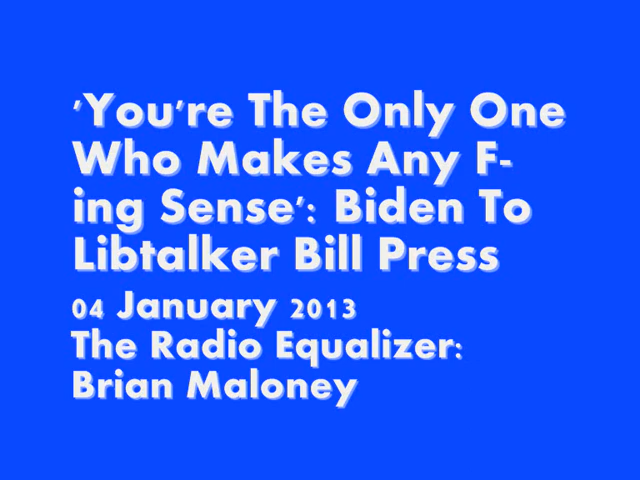 'You're The Only One
Who Makes Any F-
ing Sense': Biden To
Libtalker Bill Press
04 January 2013
The Radio Equalizer:
Brian Maloney